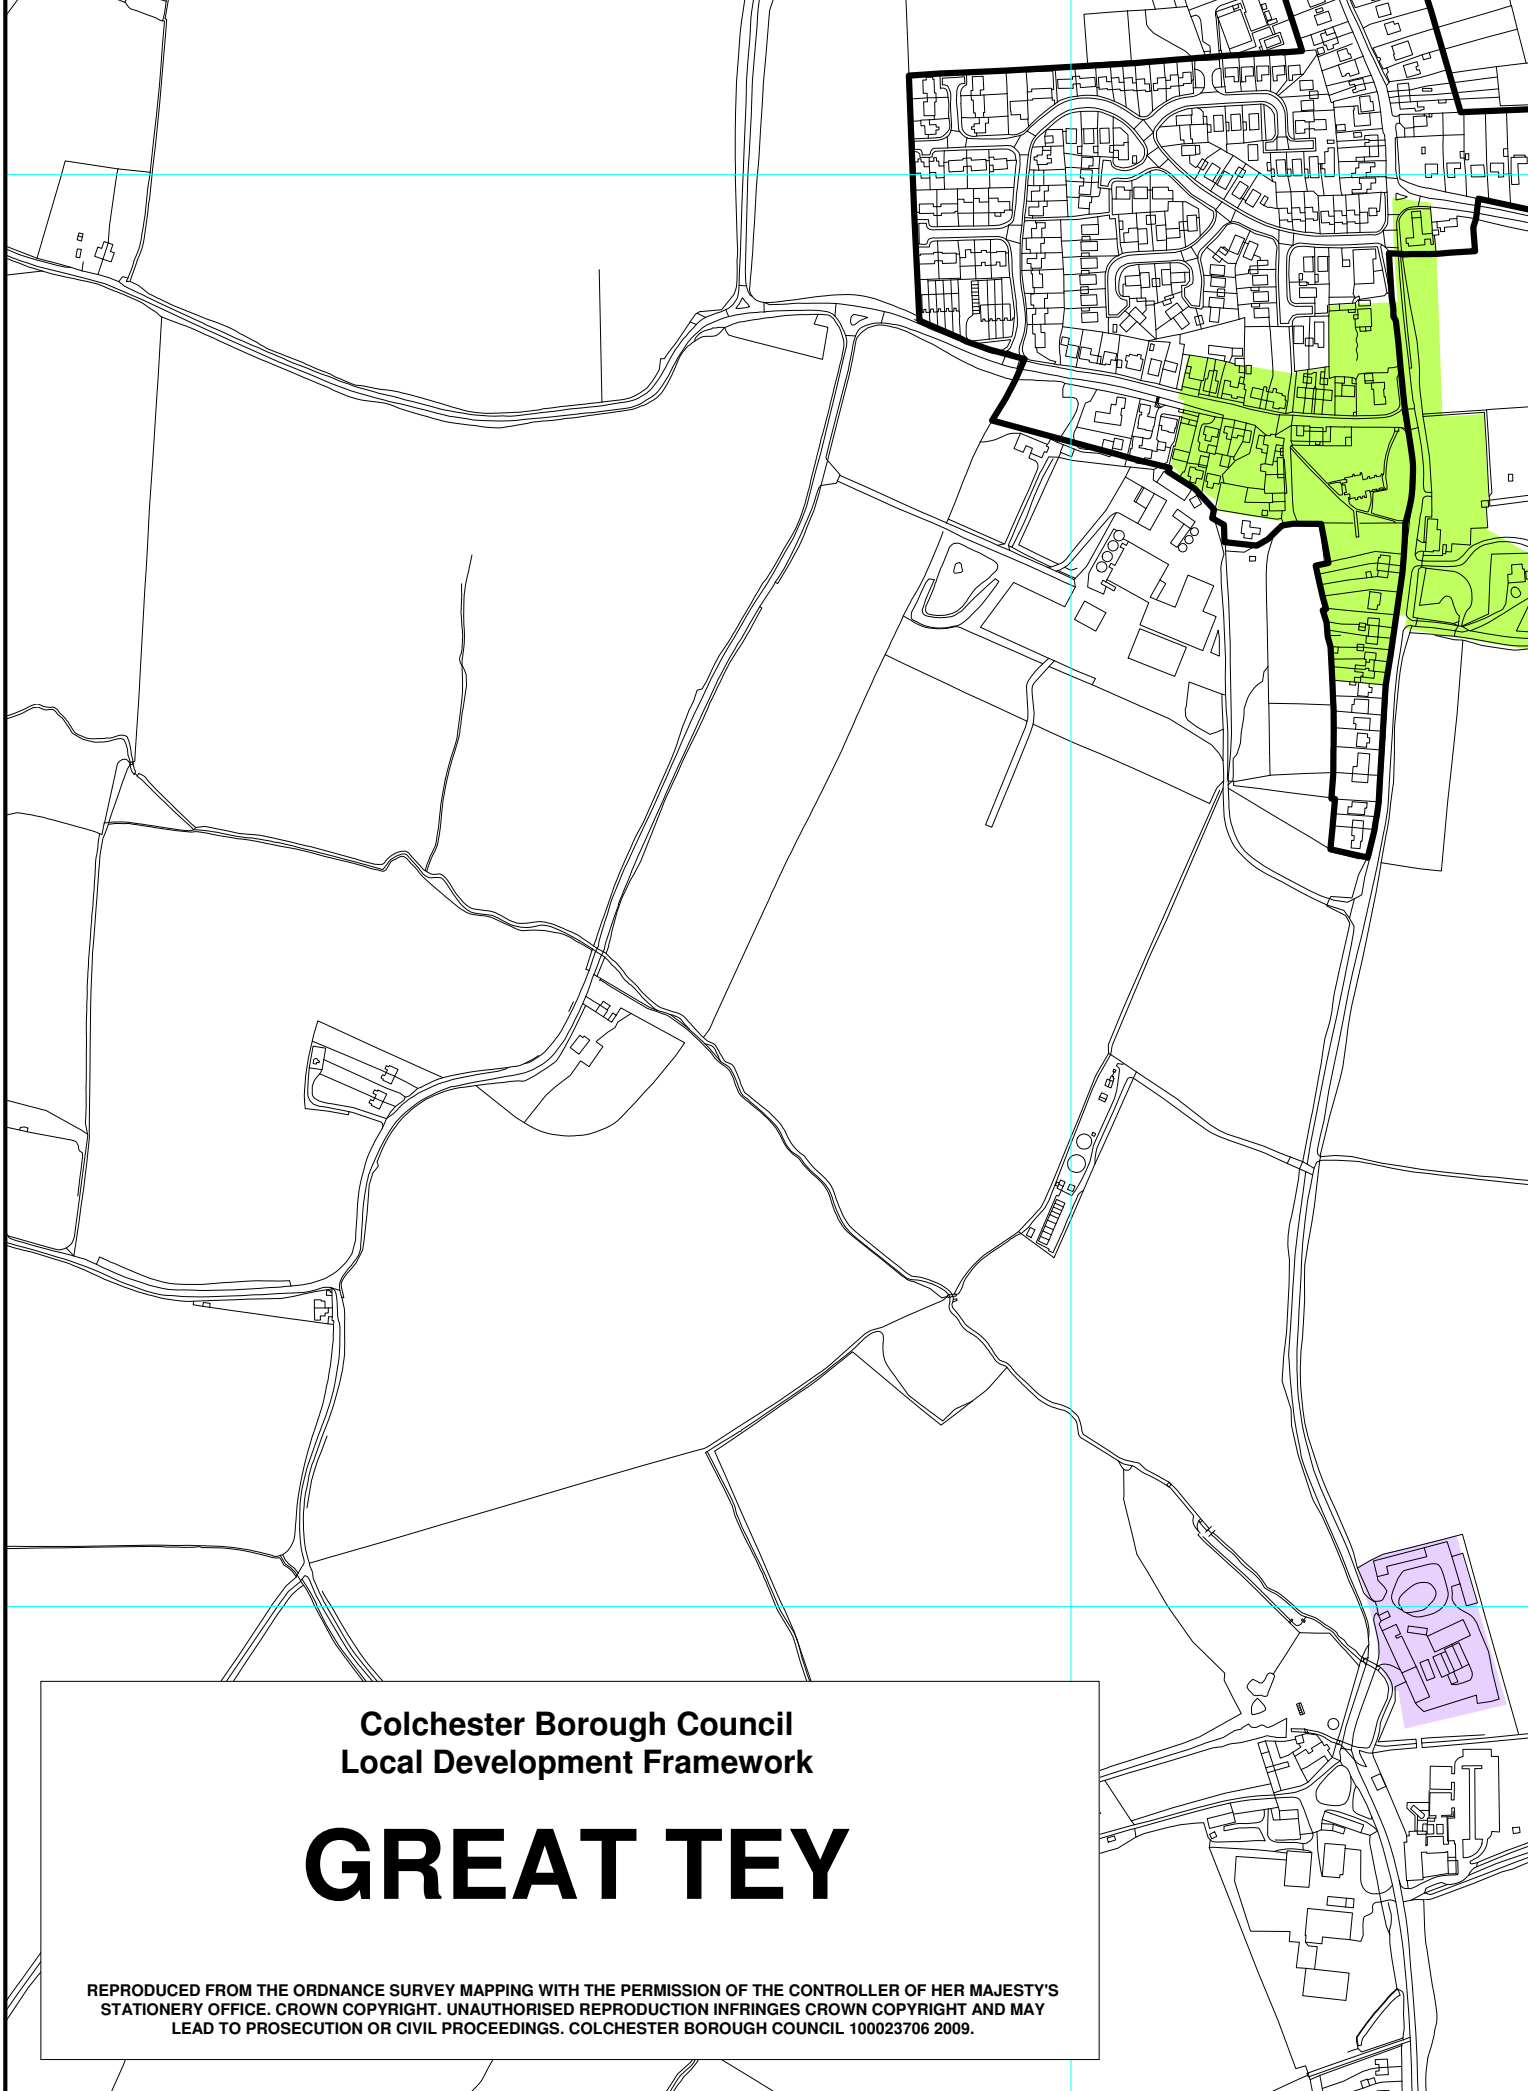 Colchester Borough Council
Local Development Framework
GREAT TEY
REPRODUCED FROM THE ORDNANCE SURVEY MAPPING WITH THE PERMISSION OF THE CONTROLLER OF HER MAJESTY'S
STATIONERY OFFICE. CROWN COPYRIGHT. UNAUTHORISED REPRODUCTION INFRINGES CROWN COPYRIGHT AND MAY
LEAD TO PROSECUTION OR CIVIL PROCEEDINGS. COLCHESTER BOROUGH COUNCIL 100023706 2009.